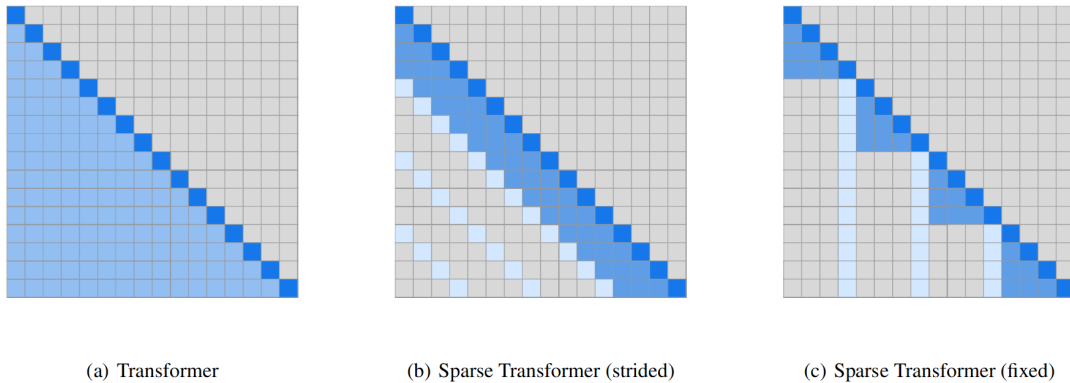 (a) Transformer
(b) Sparse Transformer (strided)
(c) Sparse Transformer (fixed)